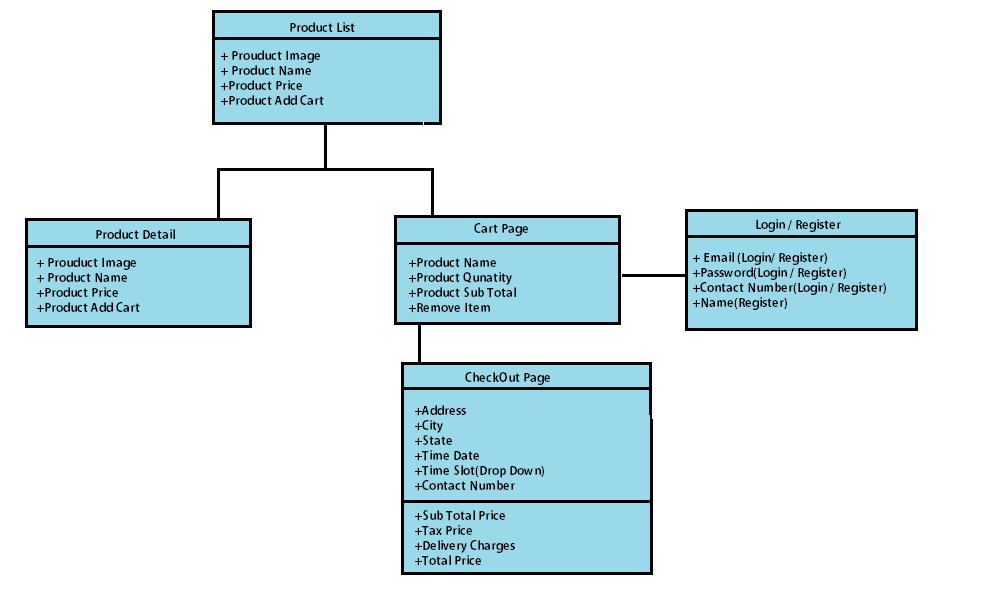 Product List
+ Prouduct Image
+ Product Name
+Product Price
+Product Add Cart
Product Detail
+ Prouduct Image
+ Product Name
+Product Price
+Product Add Cart
Cart Page
+Product Name
+Product Qunatity
+Product Sub Total
+Remove Item
Login / Register
+ Email (Login/ Register)
+Password(Login / Register)
+Contact Number(Login / Register)
+Name(Register)
CheckOut Page
+Address
+City
+State
+Time Date
+Time Slot(Drop Down)
+Contact Number
+Sub Total Price
+Tax Price
+Delivery Charges
+Total Price